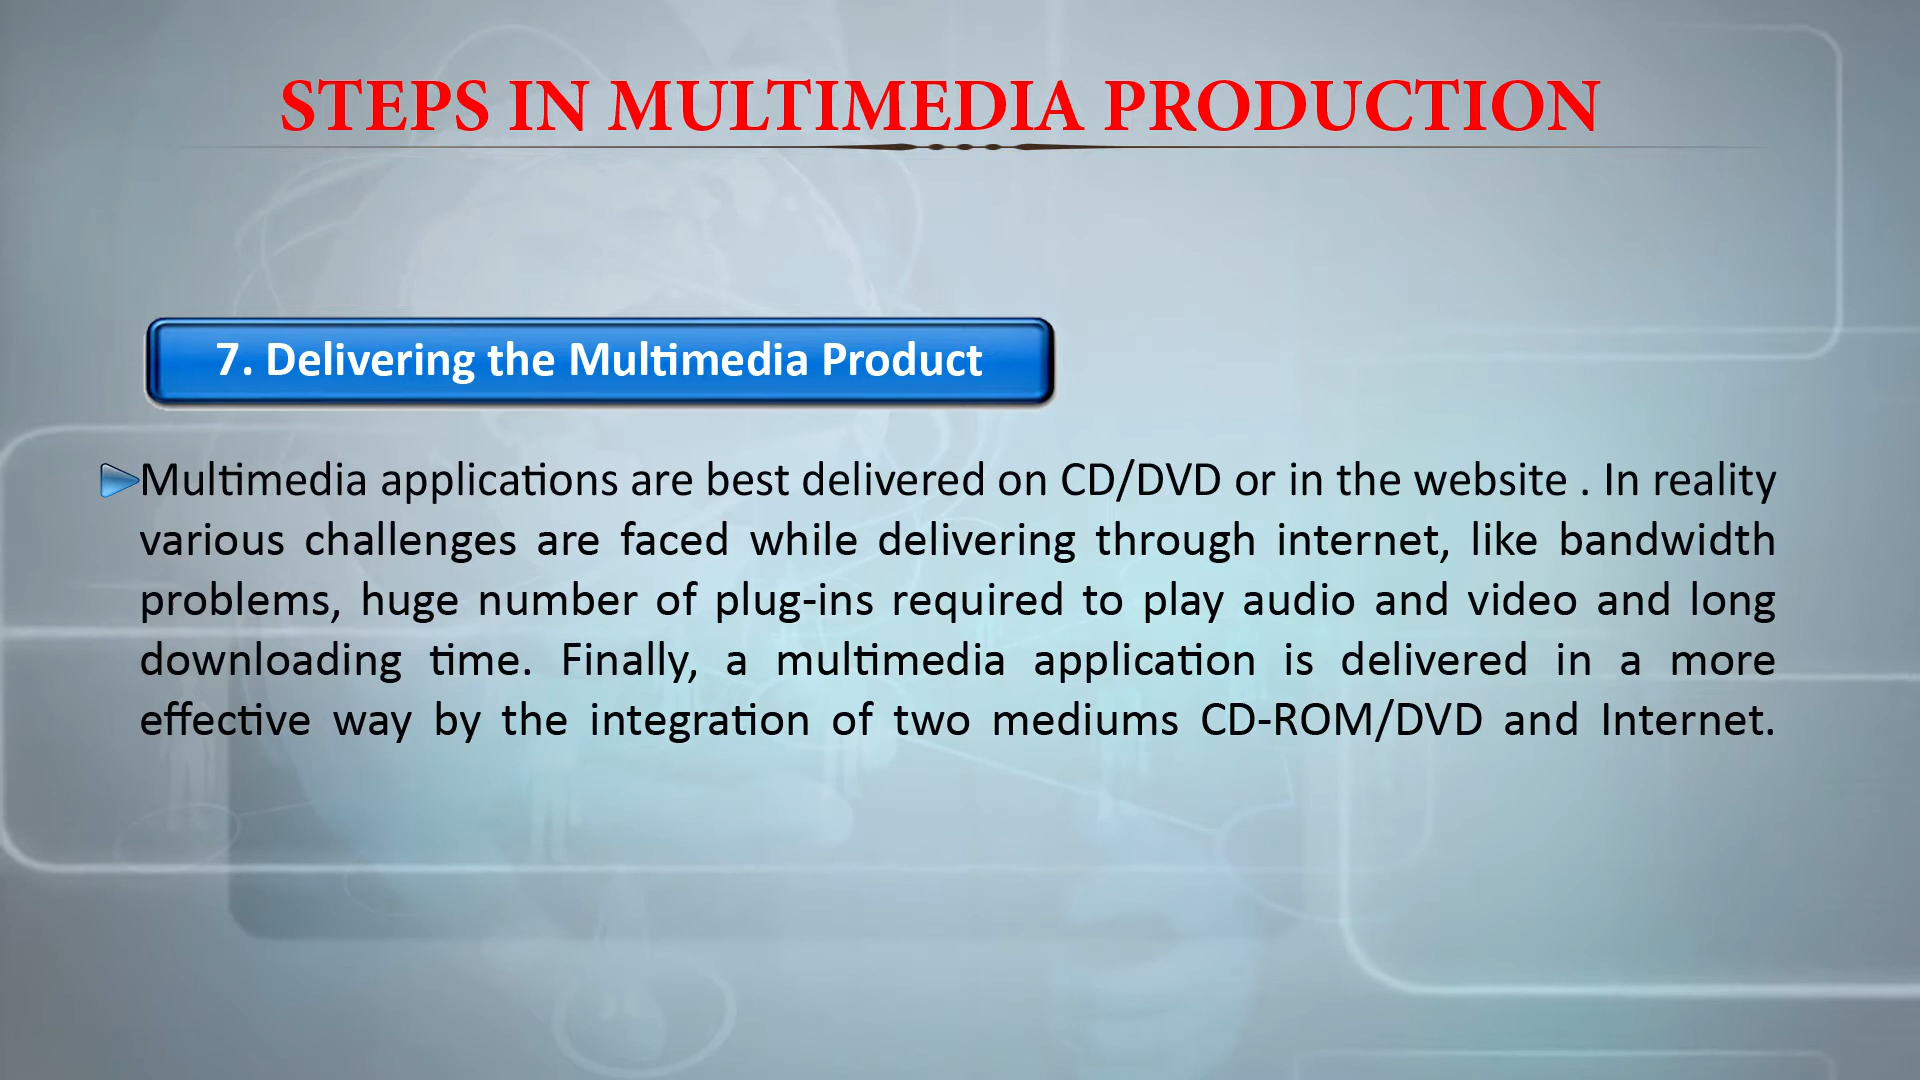 STEPS IN MULTIMEDIA PRODUCTION
7. Delivering the Multimedia Product
Multimedia applications are best delivered on CD/DVD or in the website . In reality
various challenges are faced while delivering through internet, like bandwidth
problems, huge number of plug-ins required to play audio and video and long
downloading time. Finally, a multimedia application is delivered in a more
effective way by the integration of two mediums CD-ROM/DVD and Internet.